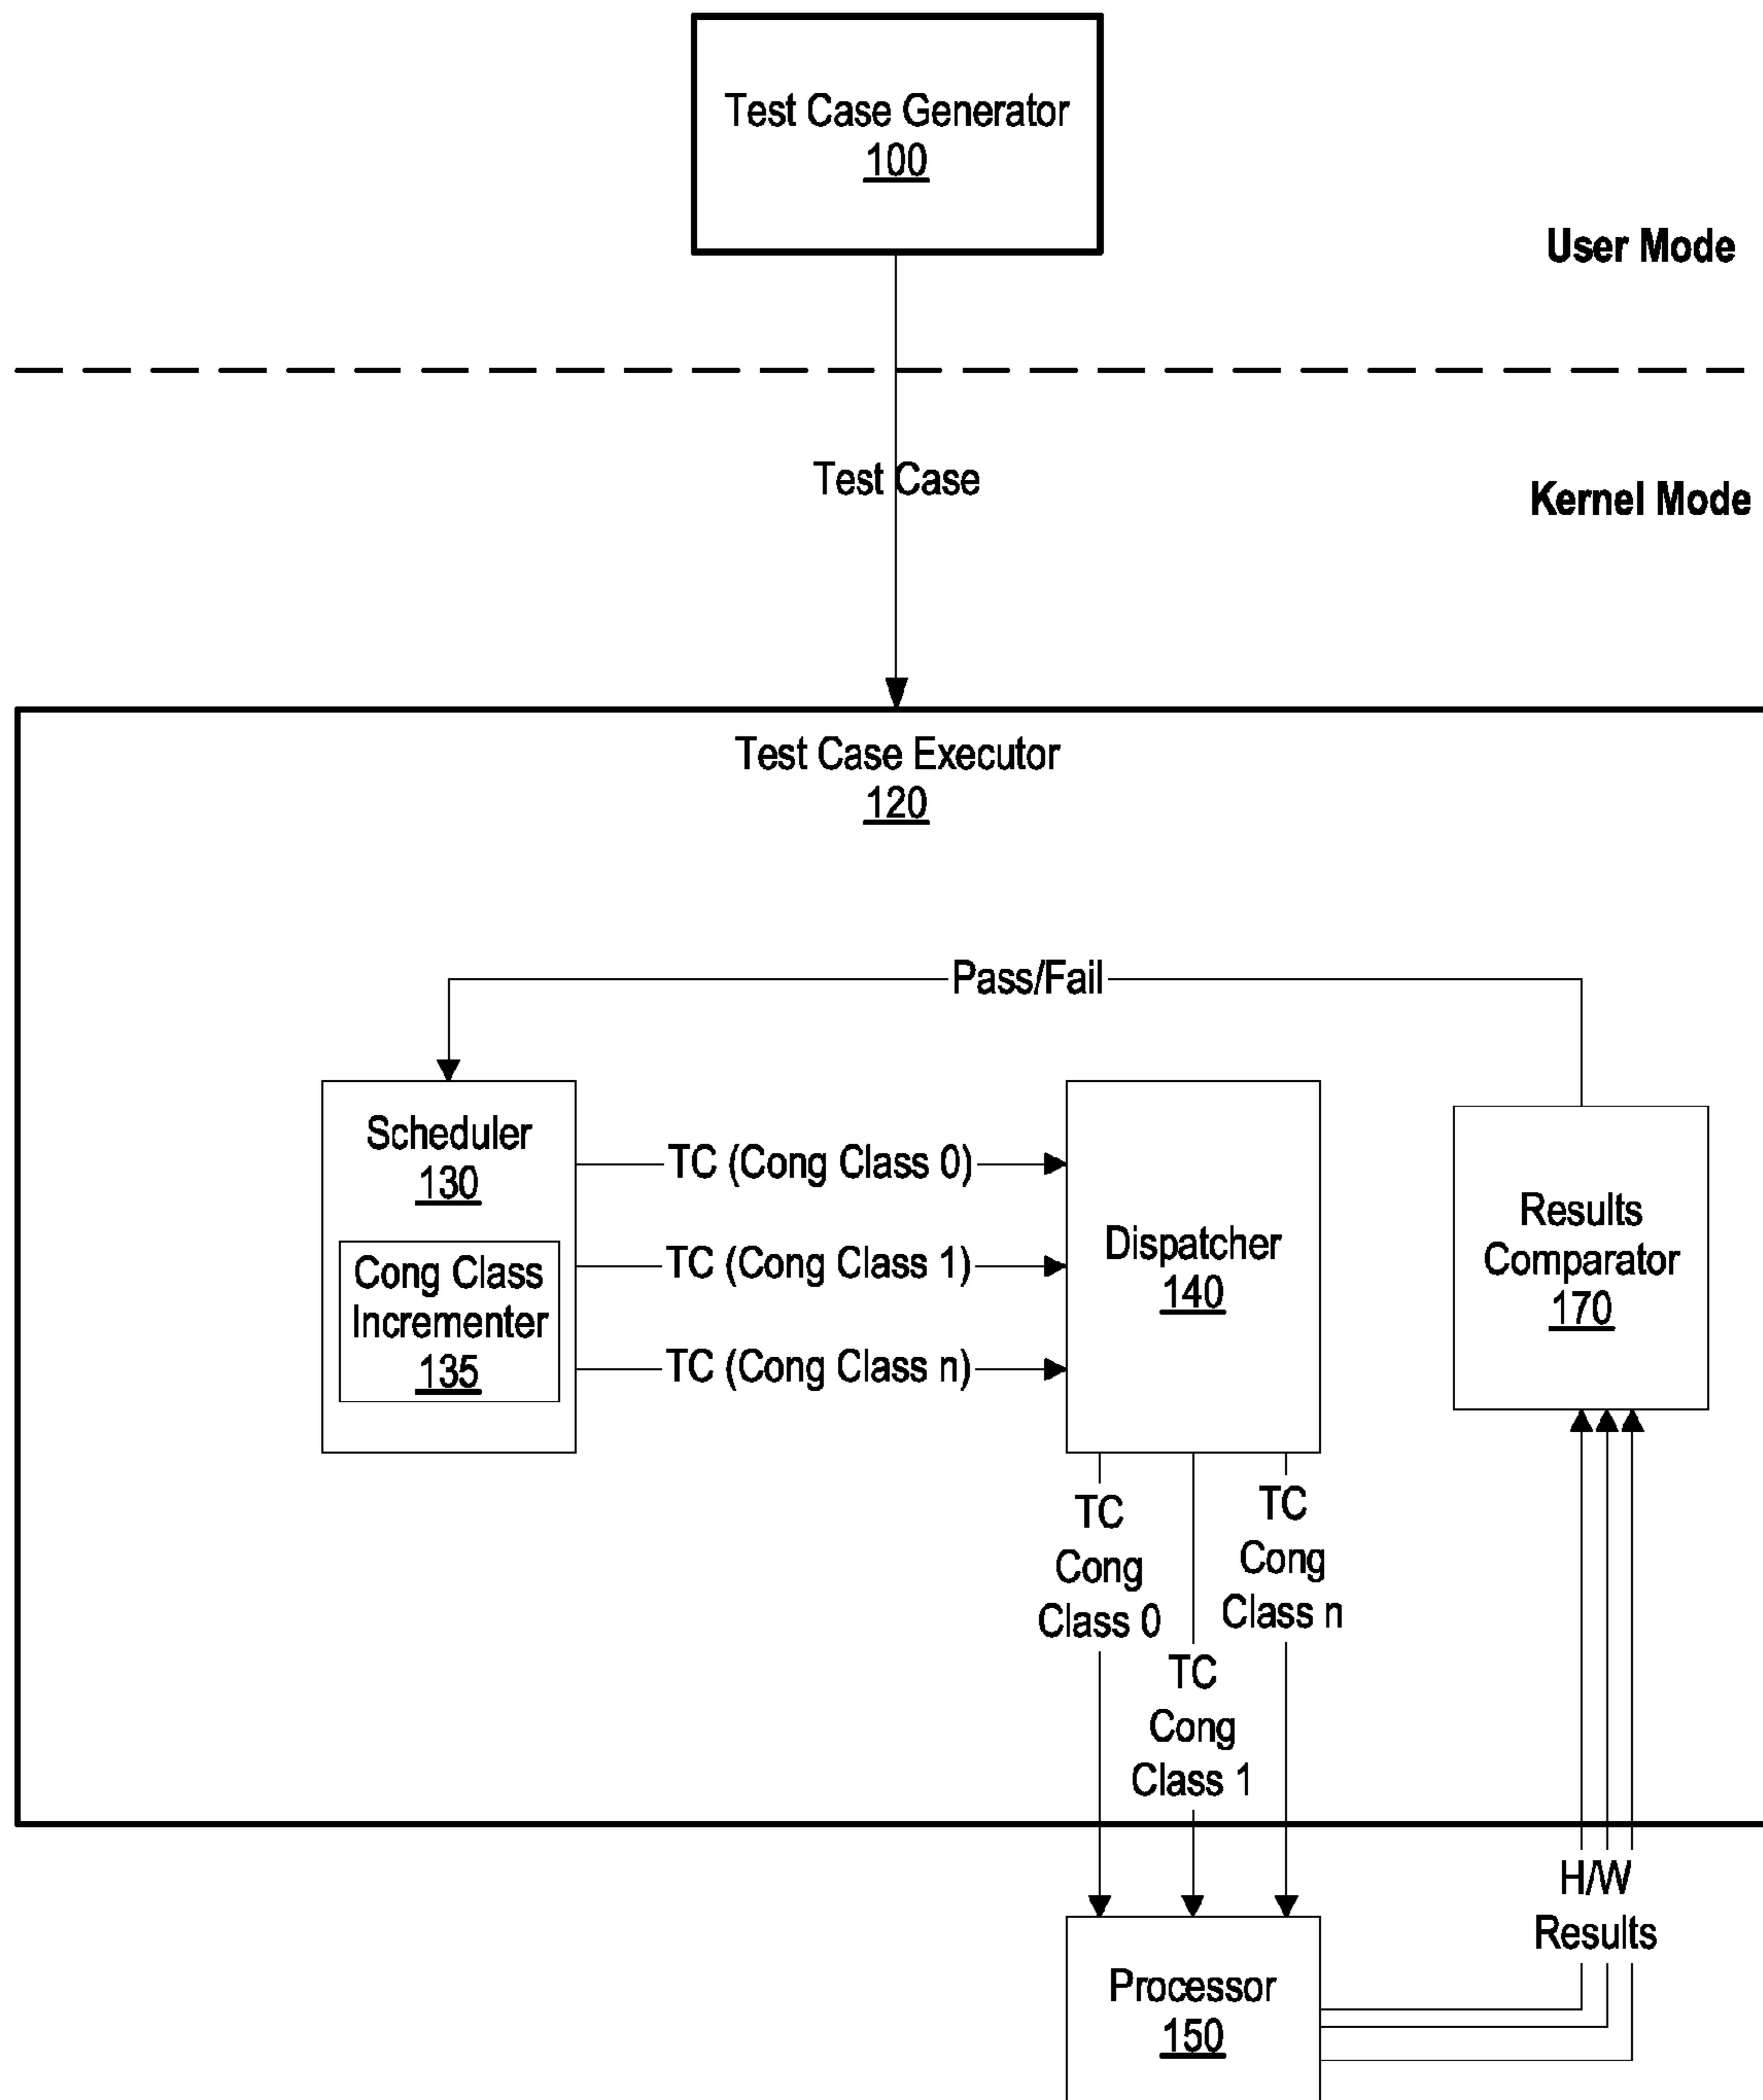 Test Case Generator
100
User Mode
Test Case
Kernel Mode
Test Case Executor
120
Pass/Fail
Scheduler
130
Cong Class
Incrementer
135
TC (Cong Class 0)
TC (Cong Class 1)
TC (Cong Class n)
Dispatcher
140
Results
Comparator
170
TC
Cong
Class 0
TC
Cong
Class 1
TC
Cong
Class n
H/W
Results
Processor
150